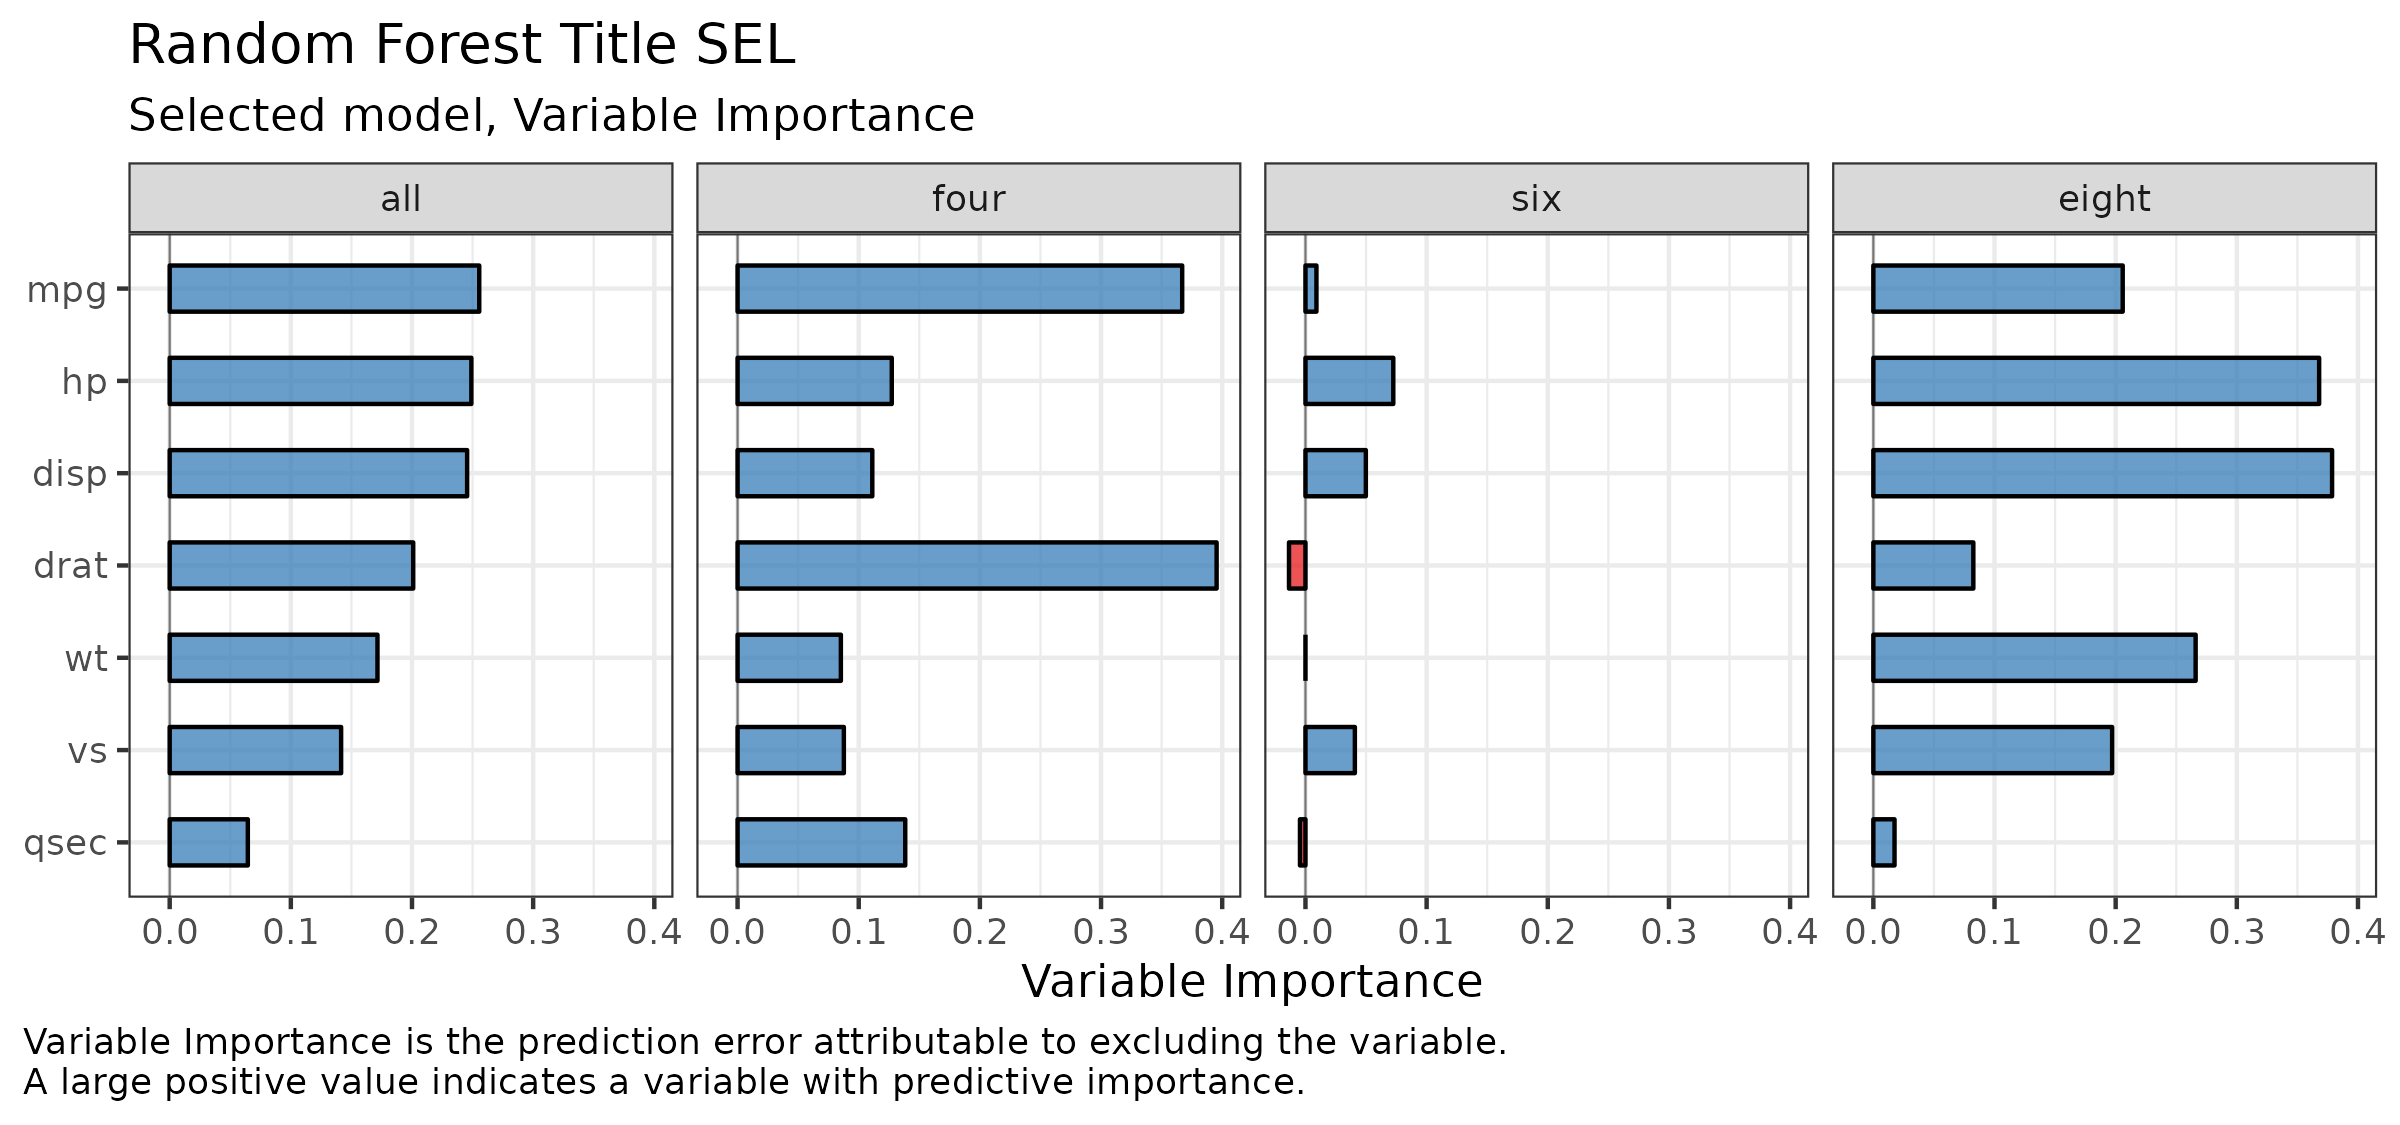 Random Forest Title SEL
Selected model, Variable Importance
all four six eight
mpg
hp
disp
drat
wt
vs
qsec
0.0 0.1 0.2 0.3 0.4 0.0 0.1 0.2 0.3 0.4 0.0 0.1 0.2 0.3 0.4 0.0 0.1 0.2 0.3 0.4
Variable Importance
Variable Importance is the prediction error attributable to excluding the variable.
A large positive value indicates a variable with predictive importance.